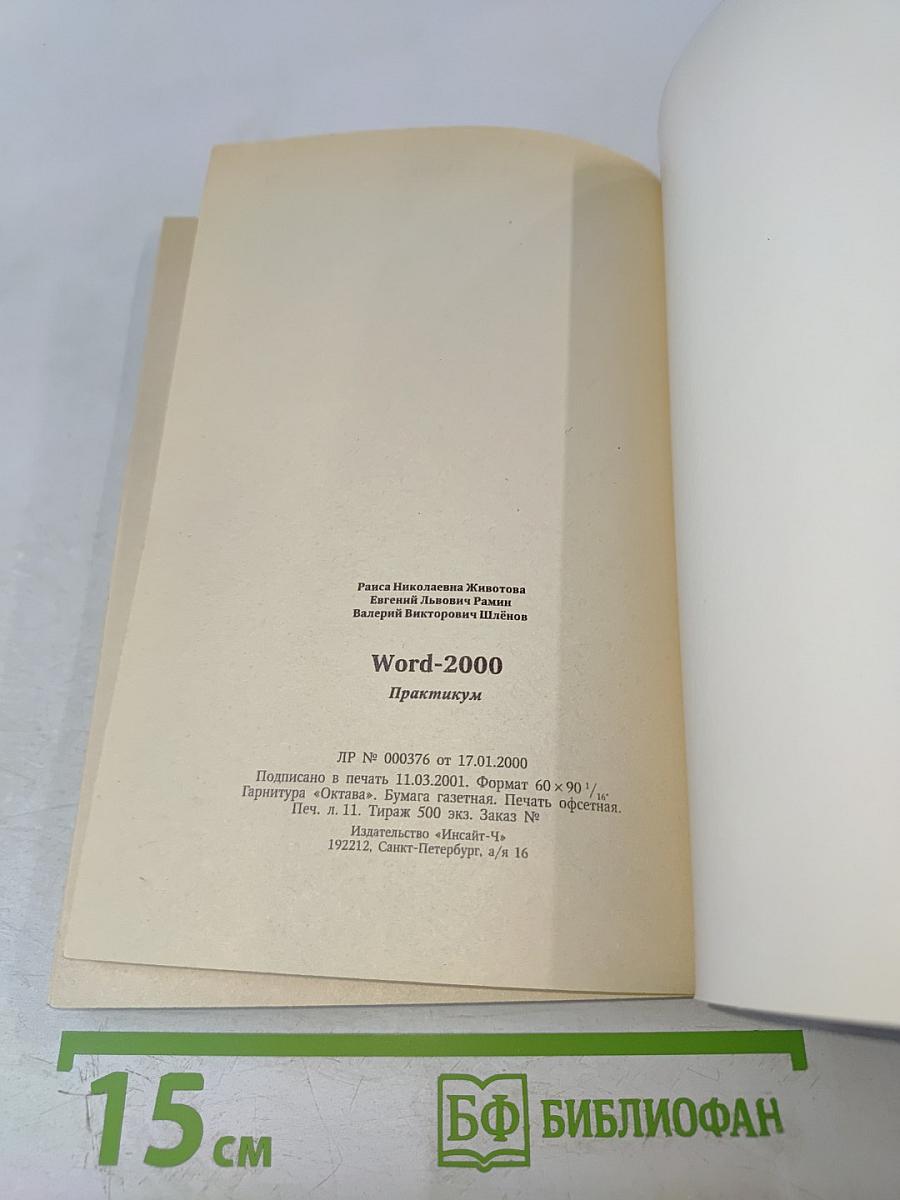 Раиса Николаевна Животова
Евгений Львович Рамин
Валерий Викторович Шлёнов
Word-2000
Практикум
ЛР № 000376 от 17.01.2000
Подписано в печать 11.03.2001. Формат 60 × 90 1/16.
Гарнитура «Октава». Бумага газетная. Печать офсетная.
Печ. л. 11. Тираж 500 экз. Заказ №
Издательство «Инсайт-Ч»
192212, Санкт-Петербург, а/я 16
15 см
БФ БИБЛИОФАН